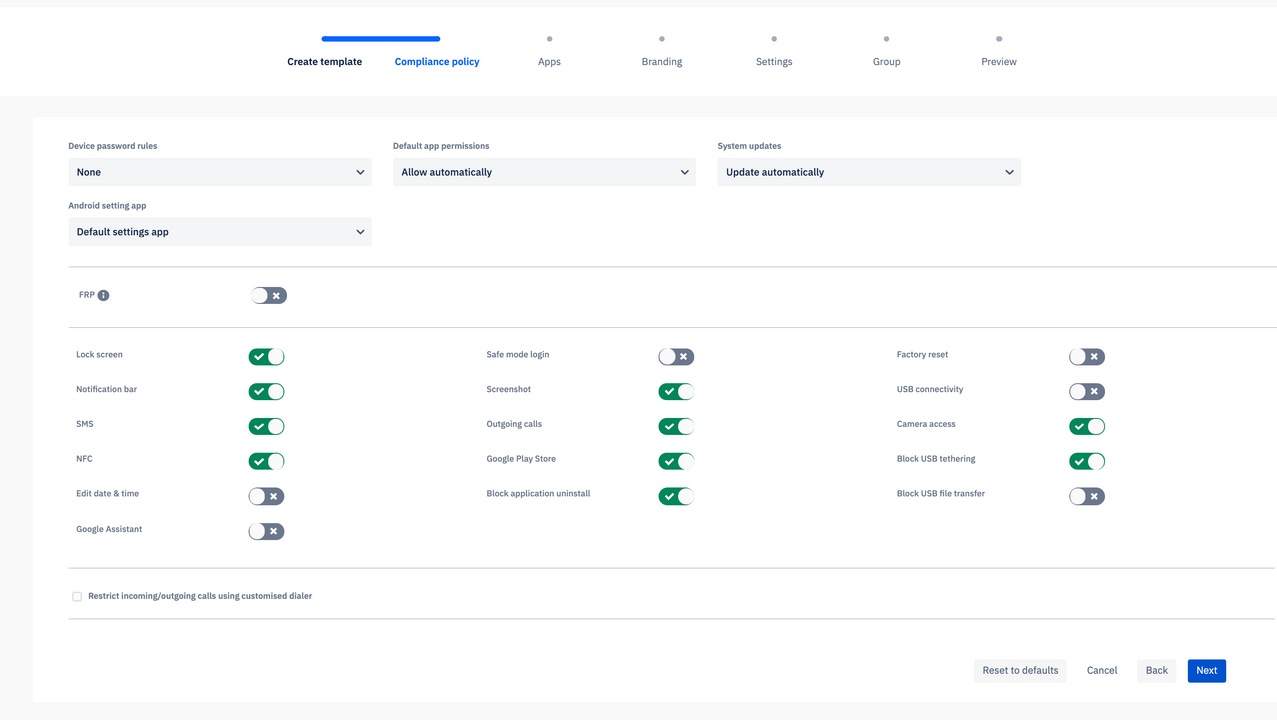 Create template
Compliance policy
Apps
Branding
Settings
Group
Preview
Device password rules
Default app permissions
System updates
None
Allow automatically
Update automatically
Android setting app
Default settings app
FRP
Lock screen
Safe mode login
Factory reset
Notification bar
Screenshot
USB connectivity
SMS
Outgoing calls
Camera access
NFC
Google Play Store
Block USB tethering
Edit date & time
Block application uninstall
Block USB file transfer
Google Assistant
Restrict incoming/outgoing calls using customised dialer
Reset to defaults
Cancel
Back
Next